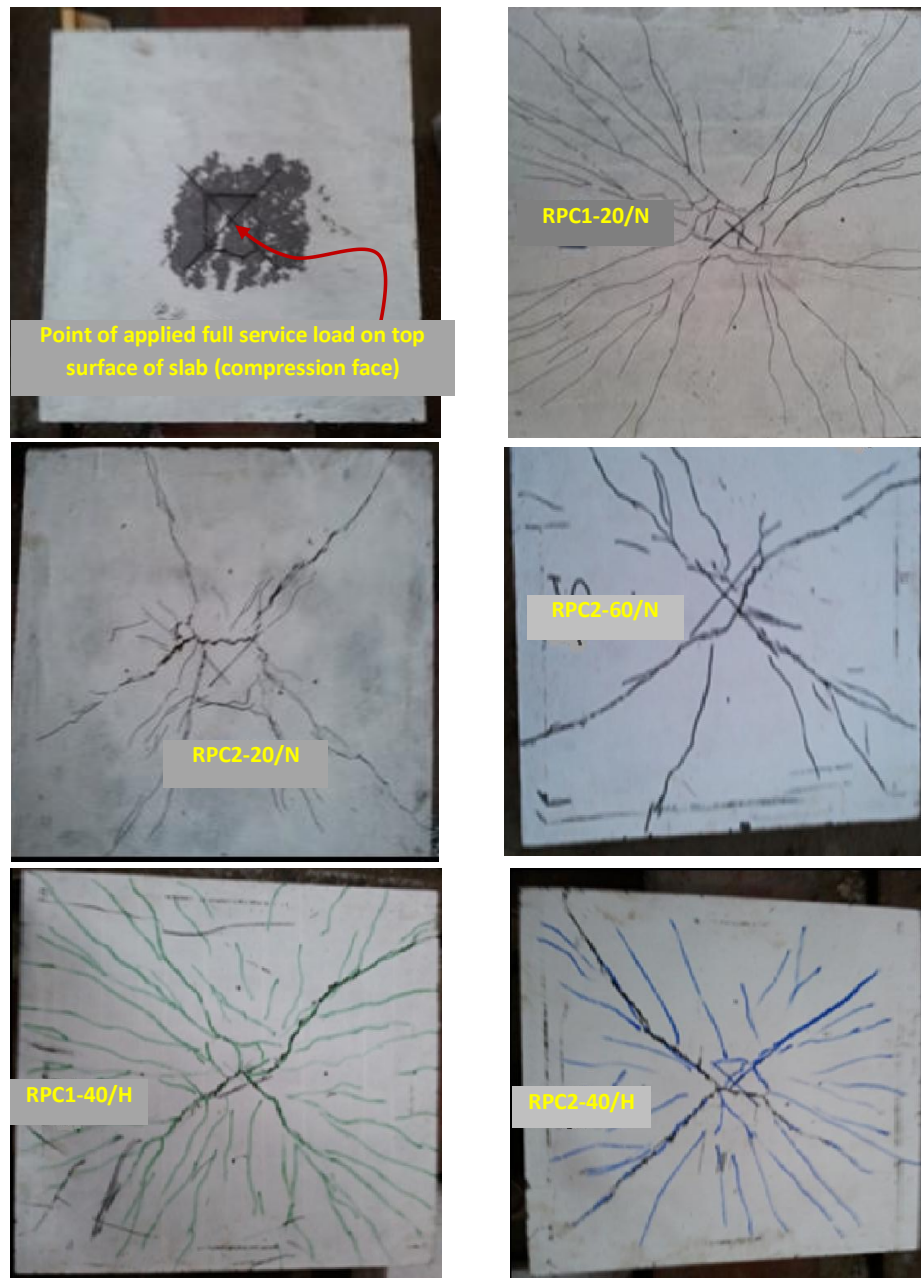 Point of applied full service load on top
surface of slab (compression face)
RPC1-20/N
RPC2-20/N
RPC2-60/N
RPC1-40/H
RPC2-40/H